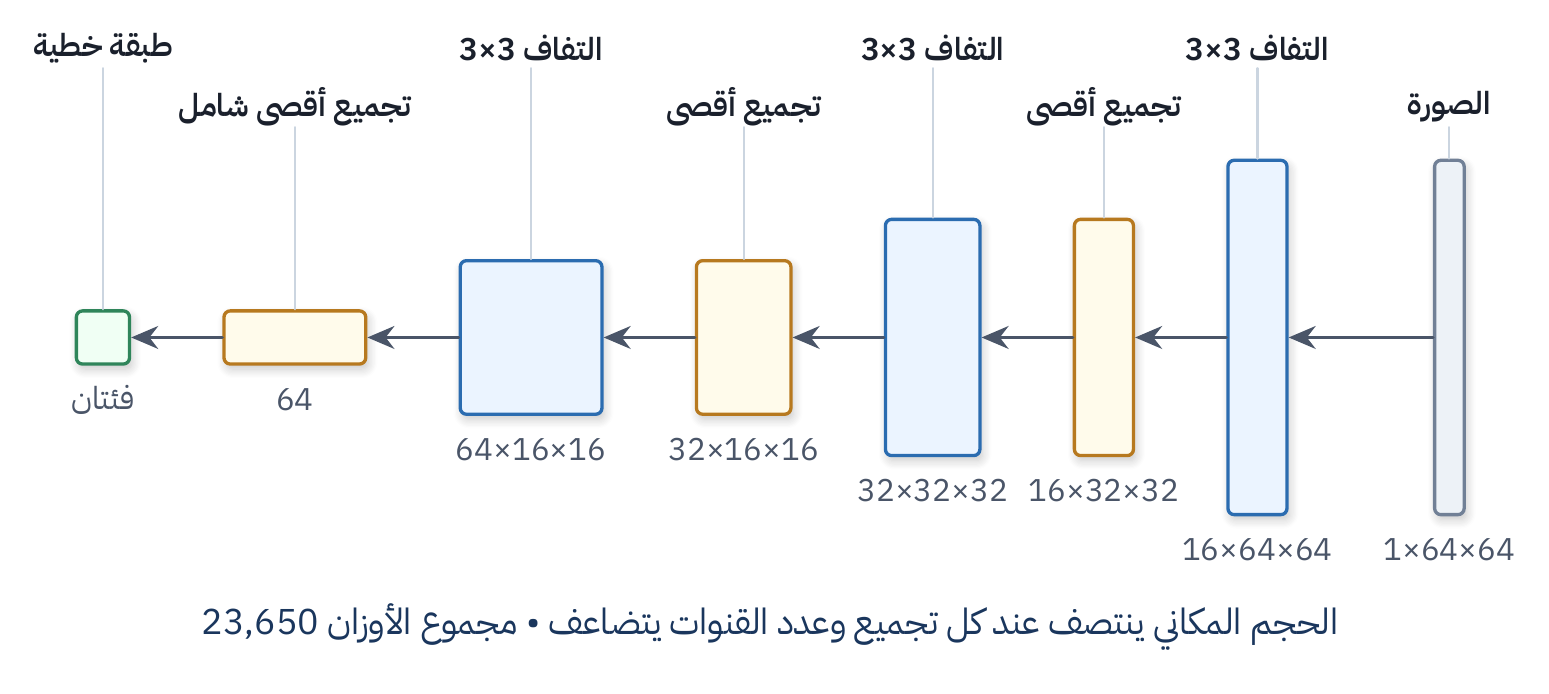 الصورة
1×64×64
التفاف 3×3
16×64×64
تجميع أقصى
16×32×32
التفاف 3×3
32×32×32
تجميع أقصى
32×16×16
التفاف 3×3
64×16×16
تجميع أقصى شامل
64
طبقة خطية
فئتان
الحجم المكاني ينتصف عند كل تجميع وعدد القنوات يتضاعف • مجموع الأوزان 23,650